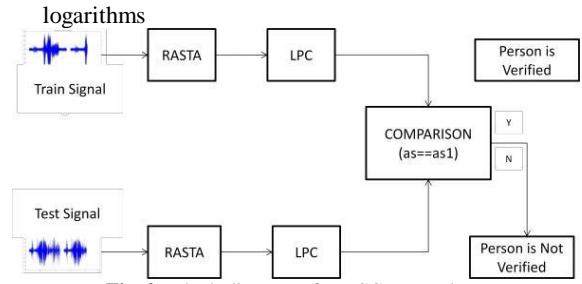 logarithms
Train Signal
RASTA
LPC
Person is
Verified
COMPARISON
(as==as1)
Y
N
Test Signal
RASTA
LPC
Person is Not
Verified